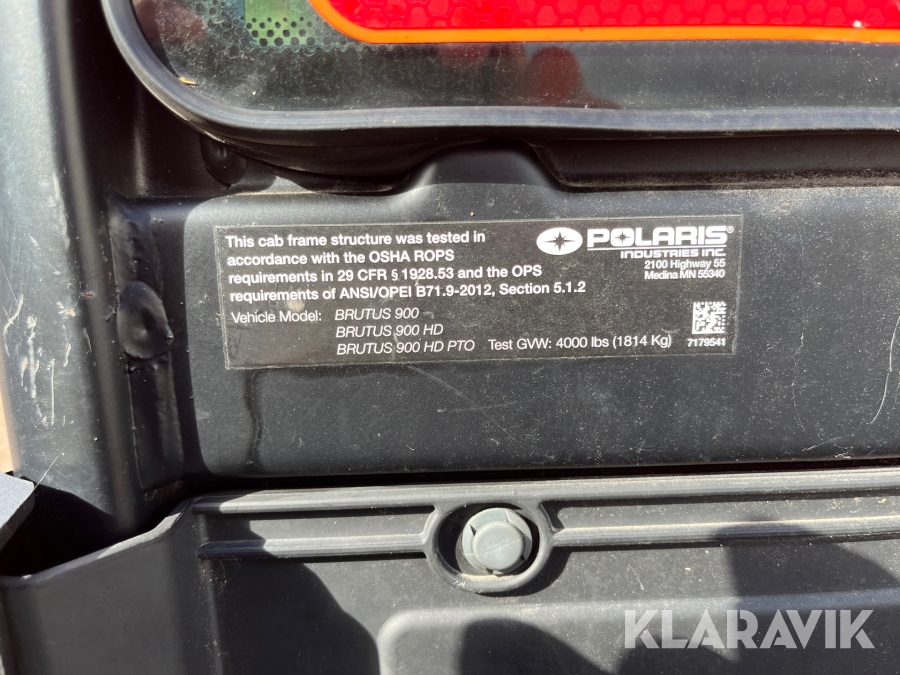 This cab frame structure was tested in
accordance with the OSHA ROPS
requirements in 29 CFR § 1928.53 and the OPS
requirements of ANSI/OPEI B71.9-2012, Section 5.1.2
Vehicle Model: BRUTUS 900
BRUTUS 900 HD
BRUTUS 900 HD PTO Test GVW: 4000 lbs (1814 Kg)
POLARIS®
INDUSTRIES INC.
2100 Highway 55
Medina MN 55340
7179541
KLARAVIK